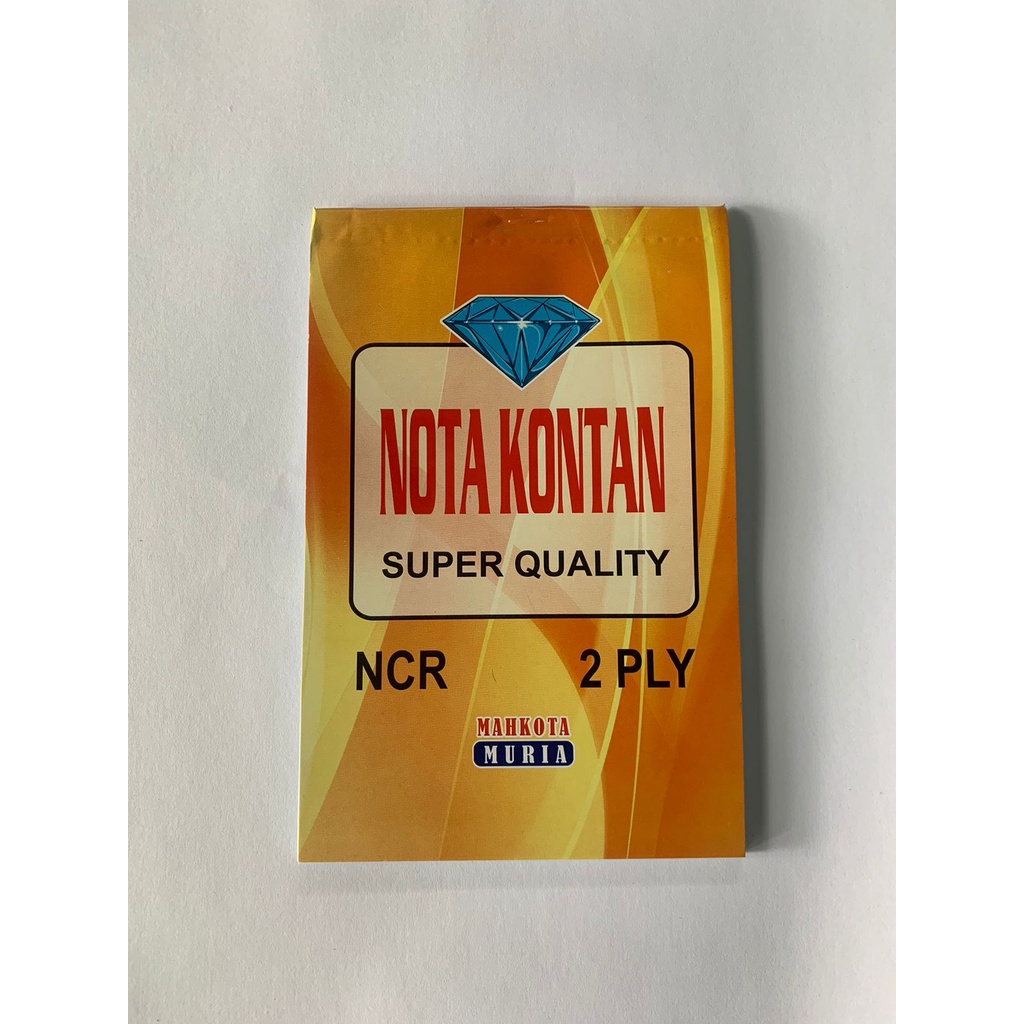 NOTA KONTAN
SUPER QUALITY
NCR 2 PLY
MAHKOTA
MURIA